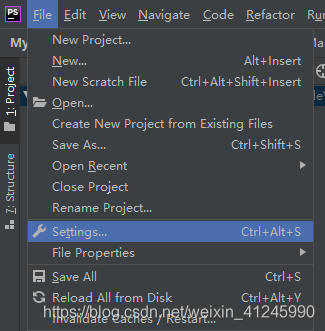 PS File Edit View Navigate Code Refactor
My
1: Project
7: Structure
New Project...
New... Alt+Insert
New Scratch File Ctrl+Alt+Shift+Insert
Open...
Create New Project from Existing Files
Save As... Ctrl+Shift+S
Open Recent
Close Project
Rename Project...
Settings... Ctrl+Alt+S
File Properties
Save All Ctrl+S
Reload All from Disk Ctrl+Alt+Y
https://blog.csdn.net/weixin_41245990
Invalidate Caches / Restart...